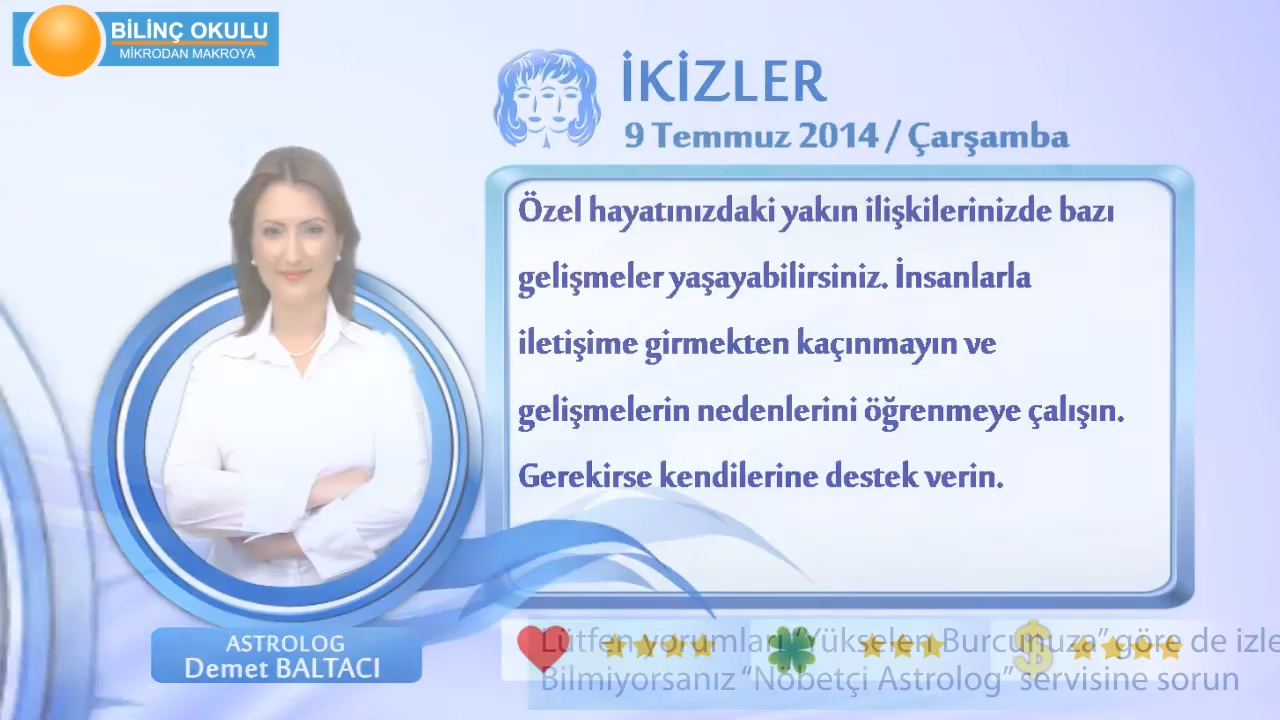 BİLİNÇ OKULU
MİKRODAN MAKROYA
İKİZLER
9 Temmuz 2014 / Çarşamba
Özel hayatınızdaki yakın ilişkilerinizde bazı
gelişmeler yaşayabilirsiniz. İnsanlarla
iletişime girmekten kaçınmayın ve
gelişmelerin nedenlerini öğrenmeye çalışın.
Gerekirse kendilerine destek verin.
ASTROLOG
Demet BALTACI
Lütfen yorumları "Yükselen Burcunuza" göre de izle
Bilmiyorsanız "Nöbetçi Astrolog" servisine sorun